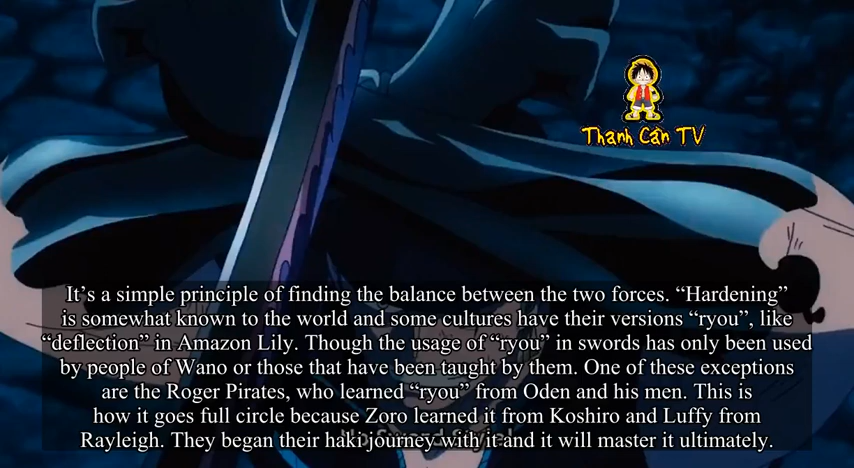 Thanh Cần TV
It's a simple principle of finding the balance between the two forces. “Hardening”
is somewhat known to the world and some cultures have their versions “ryou”, like
“deflection” in Amazon Lily. Though the usage of “ryou” in swords has only been used
by people of Wano or those that have been taught by them. One of these exceptions
are the Roger Pirates, who learned “ryou” from Oden and his men. This is
how it goes full circle because Zoro learned it from Koshiro and Luffy from
Rayleigh. They began their haki journey with it and it will master it ultimately.